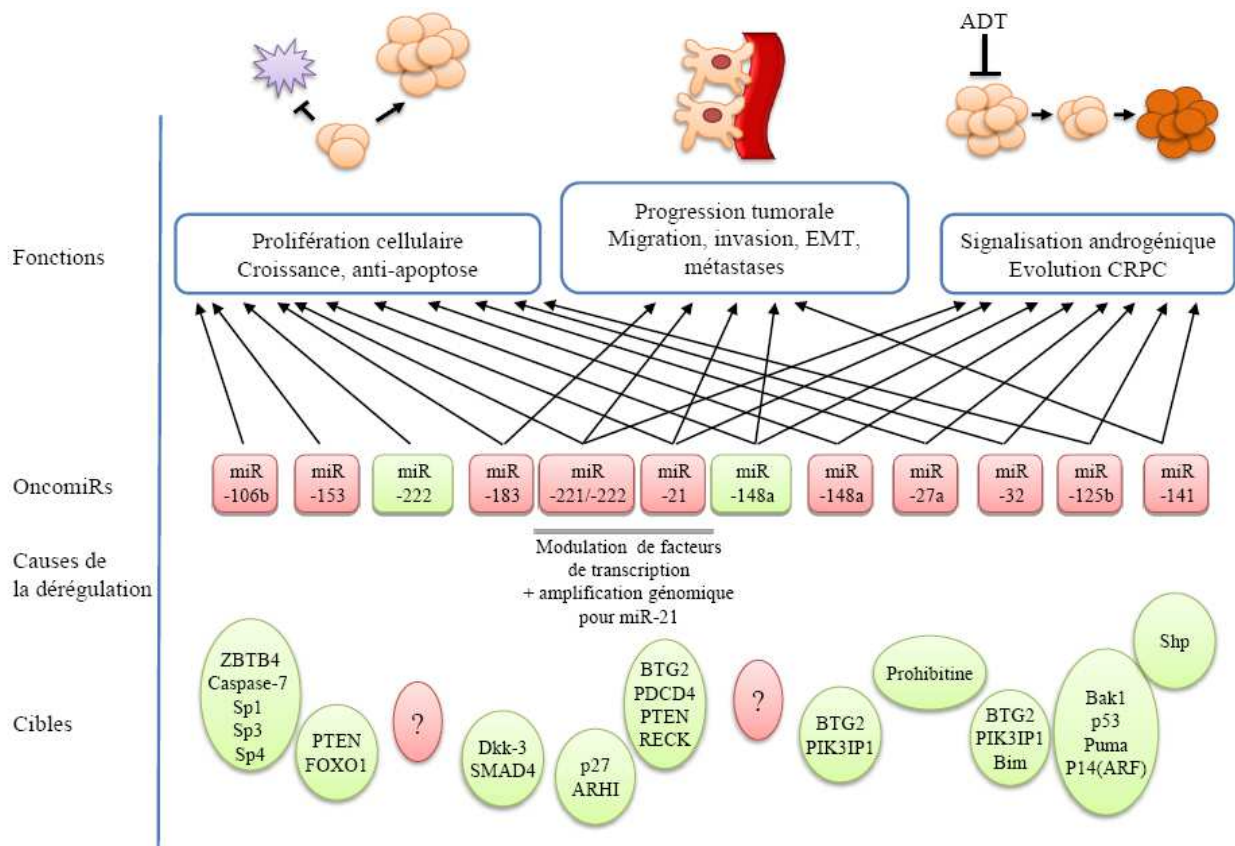 ADT
Fonctions
Prolifération cellulaire
Croissance, anti-apoptose
Progression tumorale
Migration, invasion, EMT,
métastases
Signalisation androgénique
Evolution CRPC
OncomiRs
miR
-106b
miR
-153
miR
-222
miR
-183
miR
-221/-222
miR
-21
miR
-148a
miR
-148a
miR
-27a
miR
-32
miR
-125b
miR
-141
Causes de
la dérégulation
Modulation de facteurs
de transcription
+ amplification génomique
pour miR-21
Cibles
ZBTB4
Caspase-7
Sp1
Sp3
Sp4
PTEN
FOXO1
?
Dkk-3
SMAD4
p27
ARHI
BTG2
PDCD4
PTEN
RECK
?
BTG2
PIK3IP1
Prohibitine
BTG2
PIK3IP1
Bim
Bak1
p53
Puma
P14(ARF)
Shp